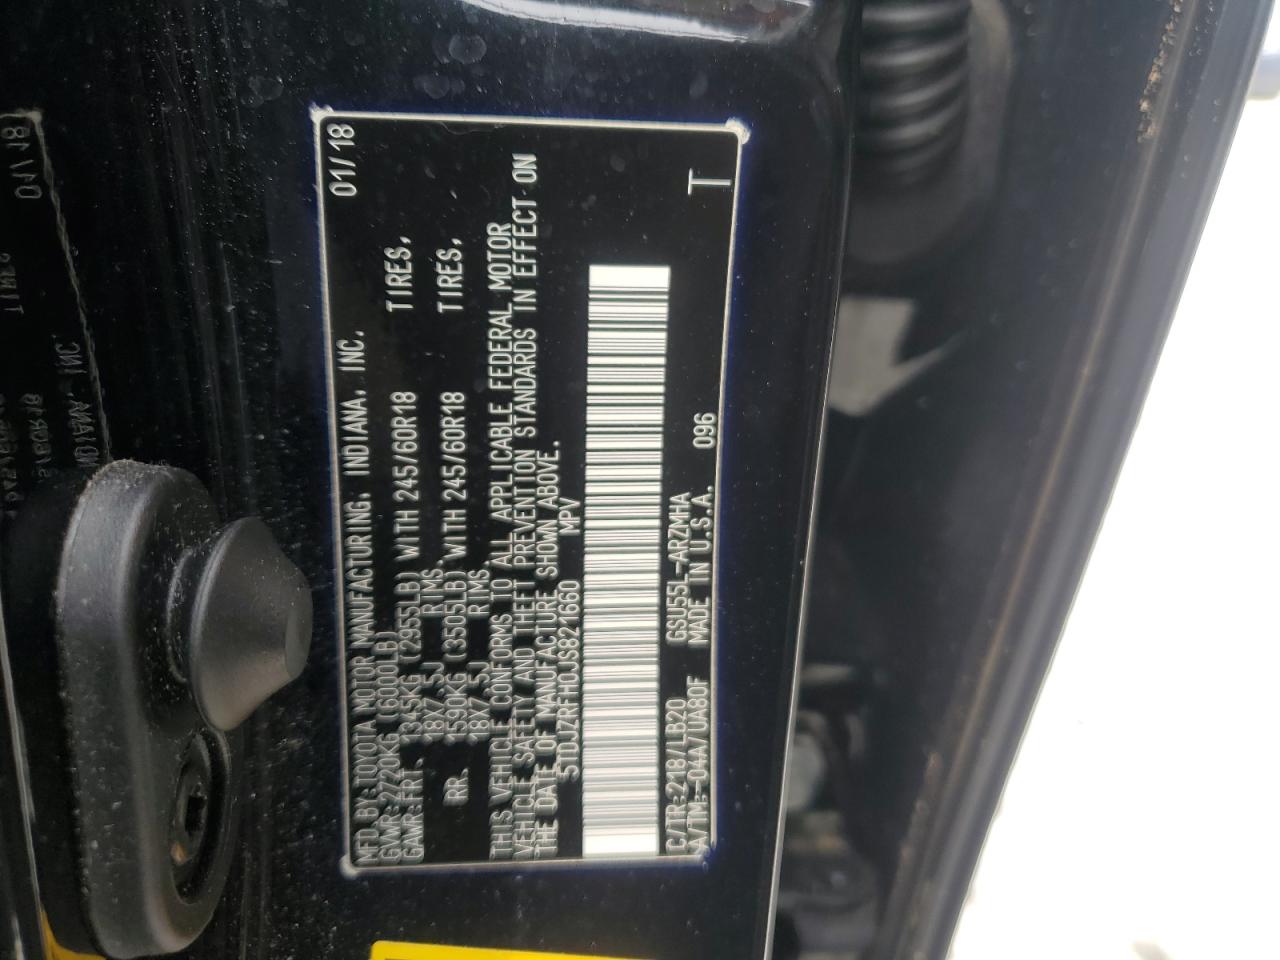 MFD. BY: TOYOTA MOTOR MANUFACTURING, INDIANA, INC. 01/18
GVWR: 2720KG (6000LB)
GAWR: FRT. 1345KG (2955LB) WITH 245/60R18 TIRES,
18X7.5J RIMS,
RR. 1590KG (3505LB) WITH 245/60R18 TIRES,
18X7.5J RIMS
THIS VEHICLE CONFORMS TO ALL APPLICABLE FEDERAL MOTOR
VEHICLE SAFETY AND THEFT PREVENTION STANDARDS IN EFFECT ON
THE DATE OF MANUFACTURE SHOWN ABOVE.
5TDJZRFH0JS821660 MPV
C/TR: 218/LB20 GSU55L-ARZMHA 096
A/TM: -04A/UA80F MADE IN U.S.A. T